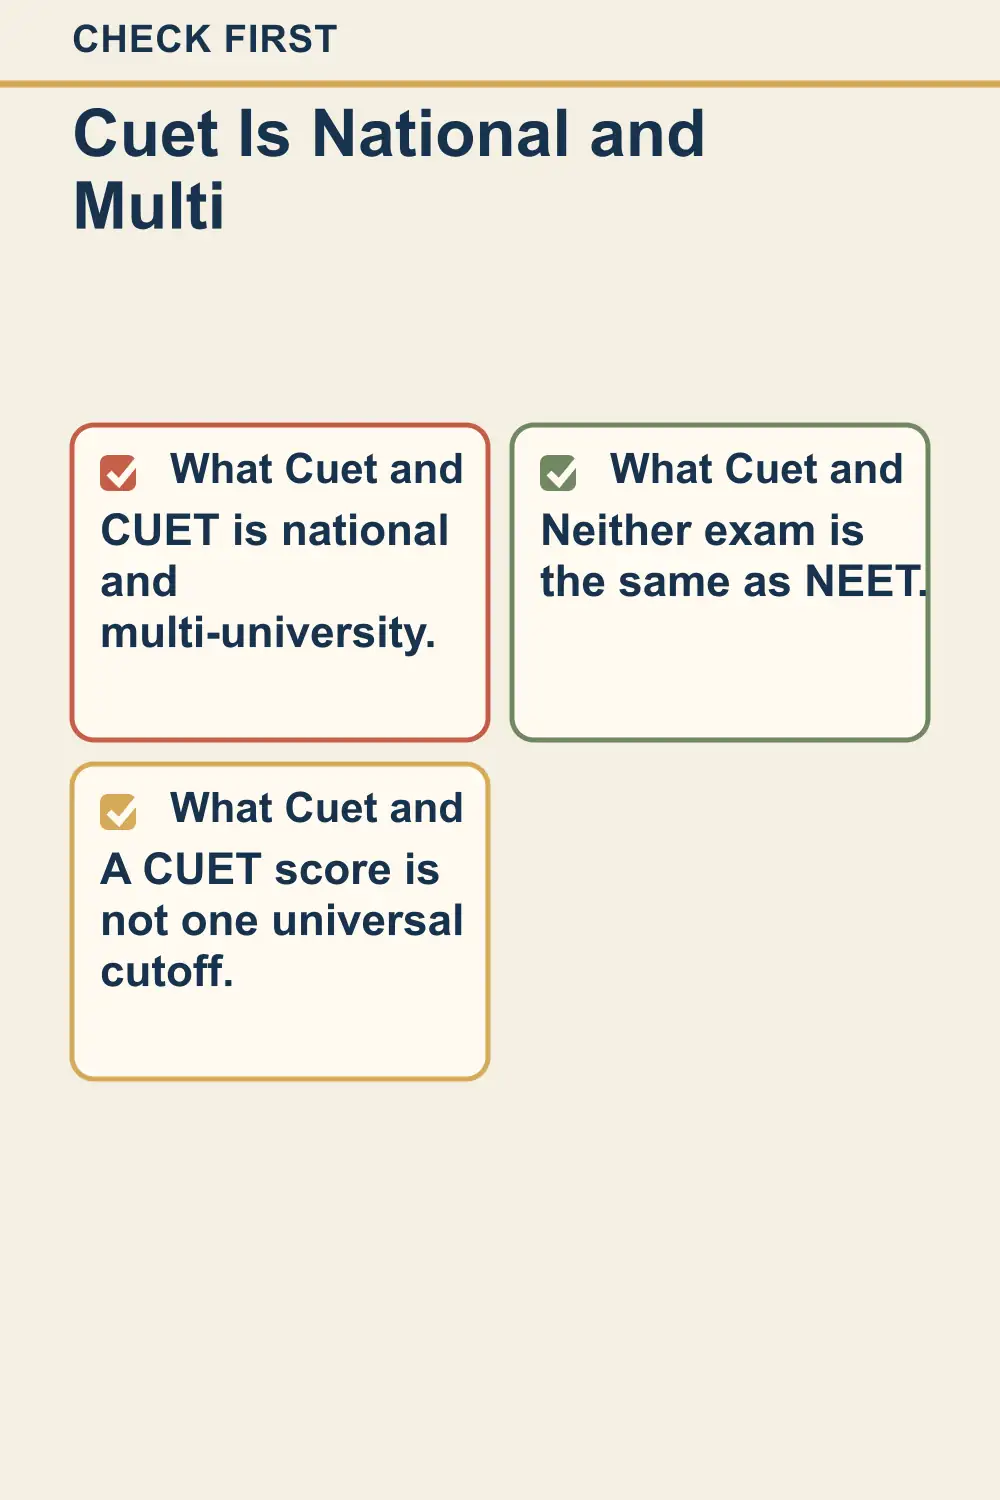 CHECK FIRST
Cuet Is National and
Multi
What Cuet and
CUET is national
and
multi-university.
What Cuet and
Neither exam is
the same as NEET.
What Cuet and
A CUET score is
not one universal
cutoff.